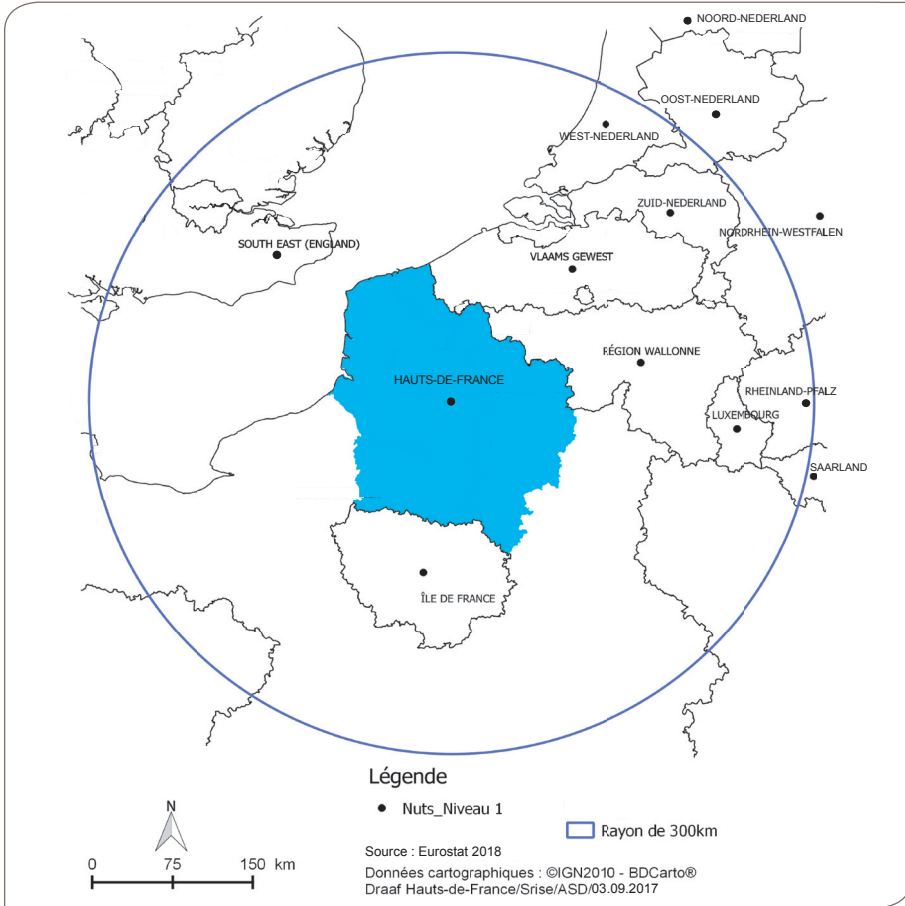 NOORD-NEDERLAND
OOST-NEDERLAND
WEST-NEDERLAND
ZUID-NEDERLAND
NORDRHEIN-WESTFALEN
SOUTH EAST (ENGLAND)
VLAAMS GEWEST
RÉGION WALLONNE
HAUTS-DE-FRANCE
RHEINLAND-PFALZ
LUXEMBOURG
SAARLAND
ÎLE DE FRANCE
Légende
Nuts_Niveau 1
N
Rayon de 300km
0 75 150 km
Source : Eurostat 2018
Données cartographiques : ©IGN2010 - BDCarto®
Draaf Hauts-de-France/Srise/ASD/03.09.2017